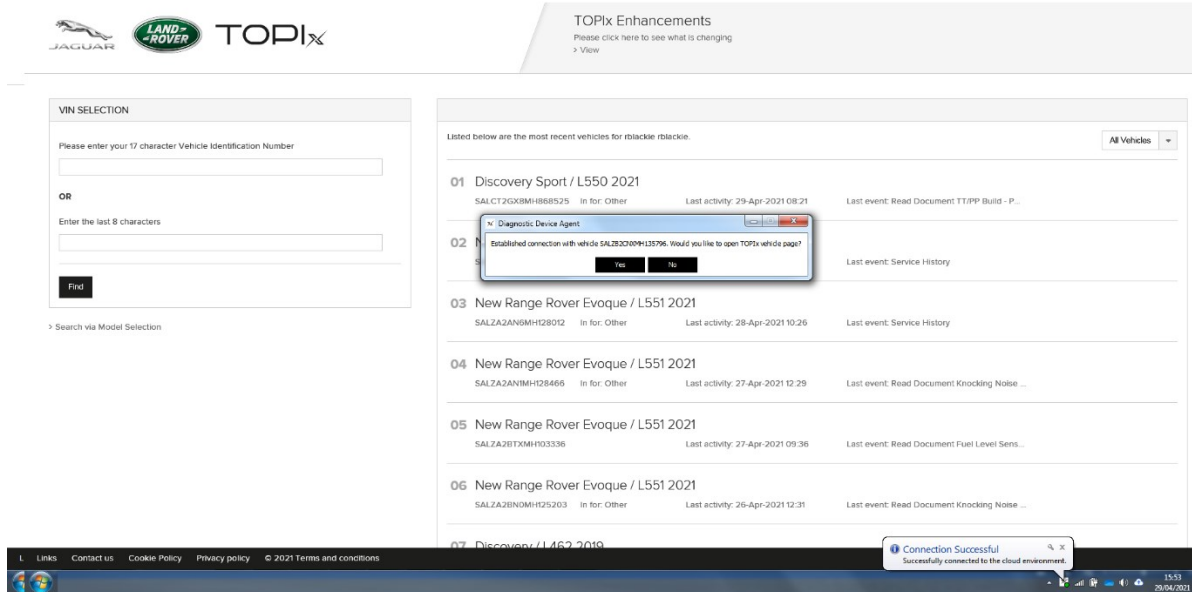 JAGUAR
LAND-
-ROVER
TOPIx
TOPIx Enhancements
Please click here to see what is changing
> View
VIN SELECTION
Please enter your 17 character Vehicle Identification Number
OR
Enter the last 8 characters
Find
> Search via Model Selection
Listed below are the most recent vehicles for rblackie rblackie.
All Vehicles
01 Discovery Sport / L550 2021
SALCT2GX8MH868525 In for: Other Last activity: 29-Apr-2021 08:21 Last event: Read Document TT/PP Build - P...
Diagnostic Device Agent
Established connection with vehicle SALZB2CNXMH135796. Would you like to open TOPIx vehicle page?
Yes No
02
Last event: Service History
03 New Range Rover Evoque / L551 2021
SALZA2AN6MH128012 In for: Other Last activity: 28-Apr-2021 10:26 Last event: Service History
04 New Range Rover Evoque / L551 2021
SALZA2AN1MH128466 In for: Other Last activity: 27-Apr-2021 12:29 Last event: Read Document Knocking Noise ...
05 New Range Rover Evoque / L551 2021
SALZA2BTXMH103336 Last activity: 27-Apr-2021 09:36 Last event: Read Document Fuel Level Sens...
06 New Range Rover Evoque / L551 2021
SALZA2BN0MH125203 In for: Other Last activity: 26-Apr-2021 12:31 Last event: Read Document Knocking Noise ...
07 Discovery / L462 2019
L Links Contact us Cookie Policy Privacy policy © 2021 Terms and conditions
Connection Successful
Successfully connected to the cloud environment.
15:53
29/04/2021